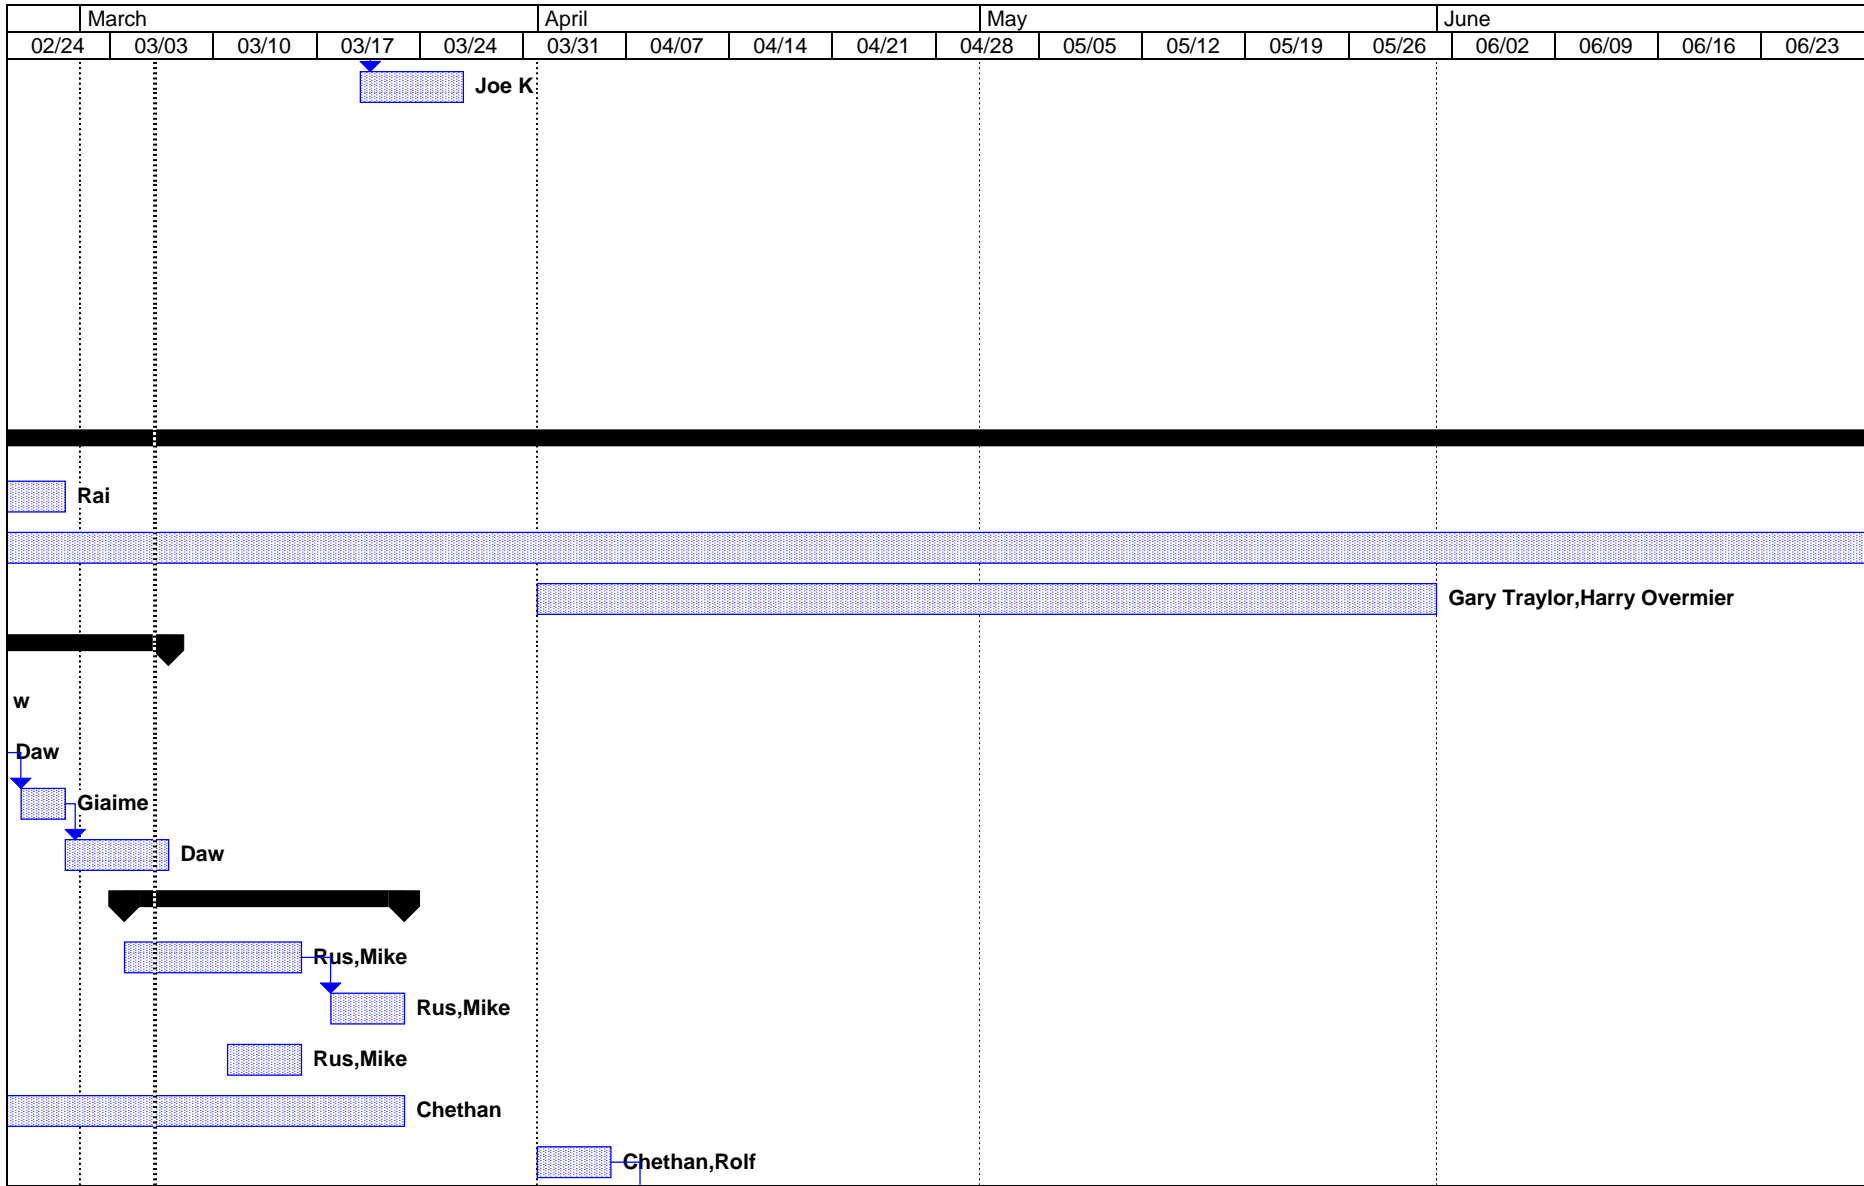 March April May June
02/24 03/03 03/10 03/17 03/24 03/31 04/07 04/14 04/21 04/28 05/05 05/12 05/19 05/26 06/02 06/09 06/16 06/23
Joe K
Rai
Gary Traylor,Harry Overmier
w
Daw
Giaime
Daw
Rus,Mike
Rus,Mike
Rus,Mike
Chethan
Chethan,Rolf